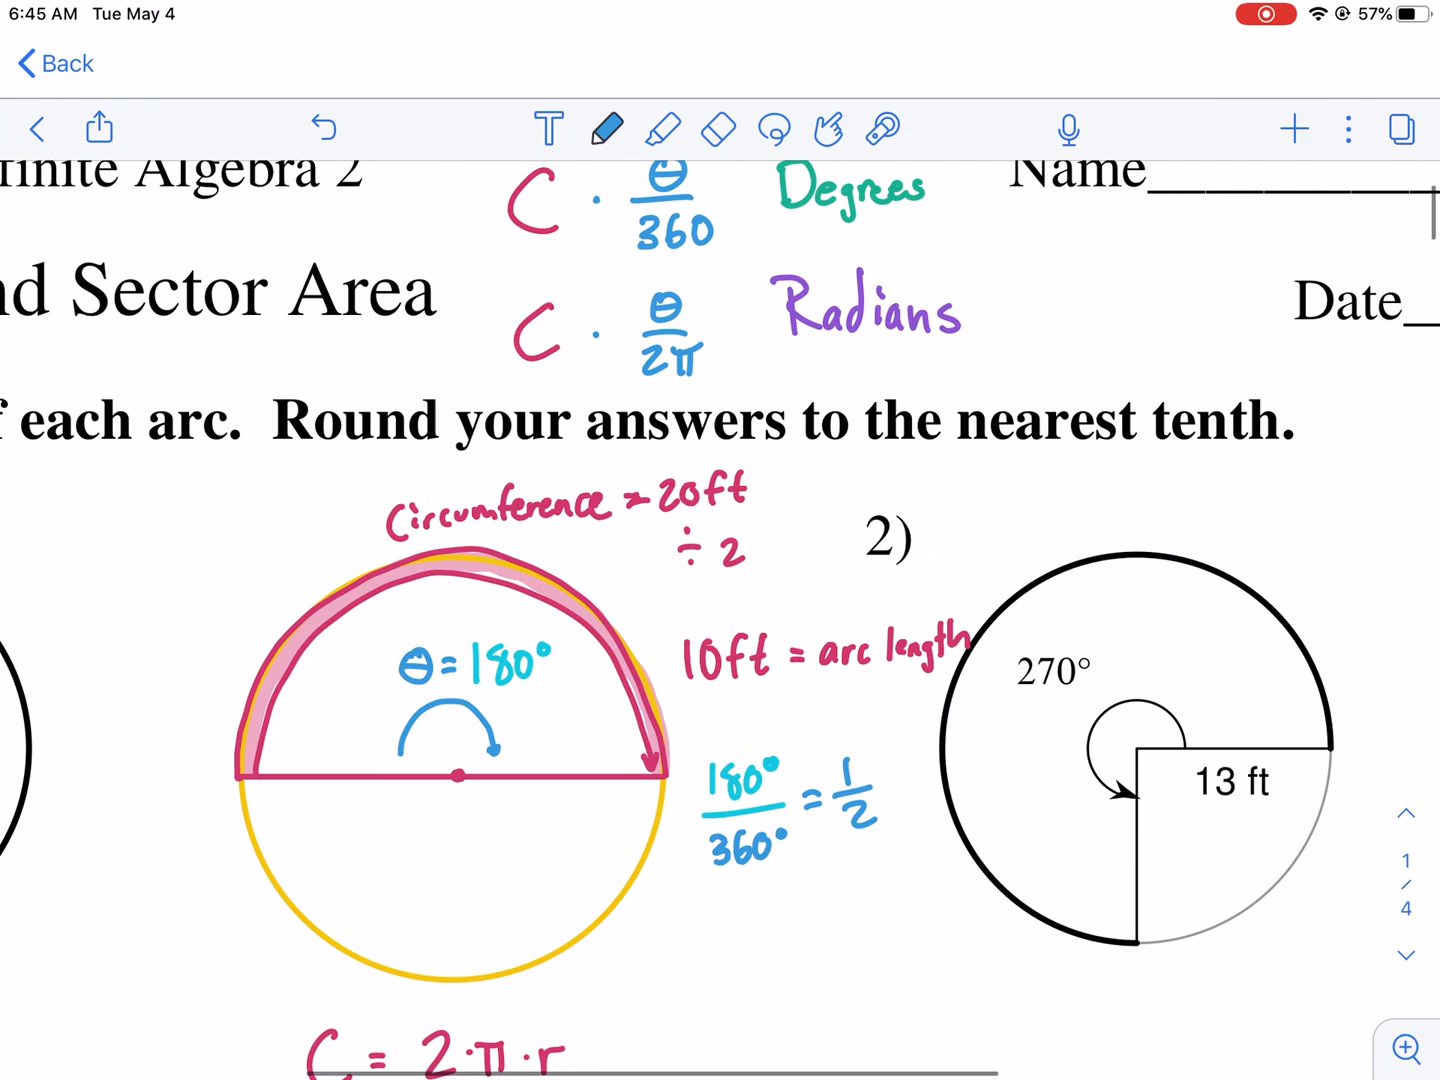 6:45 AM Tue May 4
57%
Back
T
finite Algebra 2
C · θ/360 Degrees
Name
nd Sector Area
C · θ/2π Radians
Date
f each arc. Round your answers to the nearest tenth.
Circumference = 20ft
÷ 2
2)
θ = 180°
10ft = arc length
270°
180°/360° = 1/2
13 ft
1
/
4
C = 2·π·r